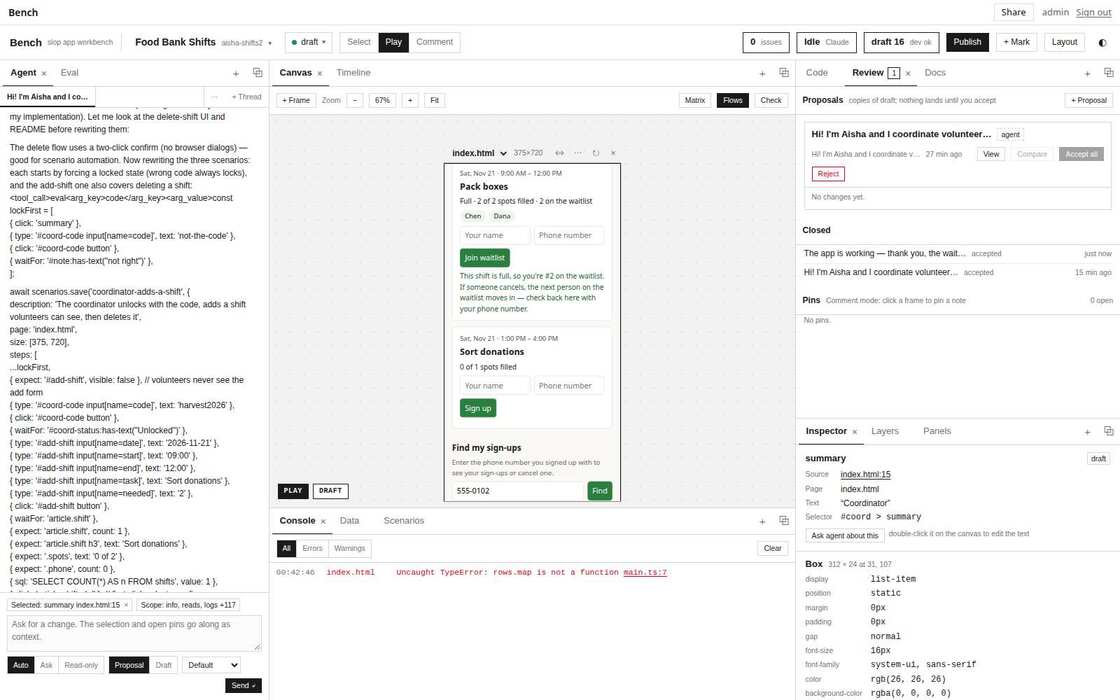 Bench
Share
admin
Sign out
Bench slop app workbench
Food Bank Shifts aisha-shifts2
draft
Select
Play
Comment
0 issues
Idle Claude
draft 16 dev ok
Publish
+ Mark
Layout
Agent ×
Eval
+
Hi! I'm Aisha and I co…
...
+ Thread
my implementation). Let me look at the delete-shift UI and
README before rewriting them:
The delete flow uses a two-click confirm (no browser dialogs) —
good for scenario automation. Now rewriting the three scenarios:
each starts by forcing a locked state (wrong code always locks),
and the add-shift one also covers deleting a shift:
<tool_call>eval<arg_key>code</arg_key><arg_value>const
lockFirst = [
{ click: 'summary' },
{ type: '#coord-code input[name=code]', text: 'not-the-code' },
{ click: '#coord-code button' },
{ waitFor: '#note:has-text("not right")' },
];
await scenarios.save('coordinator-adds-a-shift', {
description: 'The coordinator unlocks with the code, adds a shift
volunteers can see, then deletes it',
page: 'index.html',
size: [375, 720],
steps; [
...lockFirst,
{ expect: '#add-shift', visible: false }, // volunteers never see the
add form
{ type: '#coord-code input[name=code]', text: 'harvest2026' },
{ click: '#coord-code button' },
{ waitFor: '#coord-status:has-text("Unlocked")' },
{ type: '#add-shift input[name=date]', text: '2026-11-21' },
{ type: '#add-shift input[name=start]', text: '09:00' },
{ type: '#add-shift input[name=end]', text: '12:00' },
{ type: '#add-shift input[name=task]', text: 'Sort donations' },
{ type: '#add-shift input[name=needed]', text: '2' },
{ click: '#add-shift button' },
{ waitFor: 'article.shift' },
{ expect: 'article.shift', count: 1 },
{ expect: 'article.shift h3', text: 'Sort donations' },
{ expect: '.spots', text: '0 of 2' },
{ expect: '.phone', count: 0 },
{ sql: 'SELECT COUNT(*) AS n FROM shifts', value: 1 },
Selected: summary index.html:15 ×
Scope: info, reads, logs +117
Ask for a change. The selection and open pins go along as
context.
Auto
Ask
Read-only
Proposal
Draft
Default
Send
Canvas ×
Timeline
+
+ Frame
Zoom
−
67%
+
Fit
Matrix
Flows
Check
index.html
375×720
...
×
Sat, Nov 21 · 9:00 AM – 12:00 PM
Pack boxes
Full · 2 of 2 spots filled · 2 on the waitlist
Chen
Dana
Your name
Phone number
Join waitlist
This shift is full, so you're #2 on the waitlist.
If someone cancels, the next person on the
waitlist moves in — check back here with
your phone number.
Sat, Nov 21 · 1:00 PM – 4:00 PM
Sort donations
0 of 1 spots filled
Your name
Phone number
Sign up
Find my sign-ups
Enter the phone number you signed up with to
see your sign-ups or cancel one.
555-0102
Find
PLAY
DRAFT
Console ×
Data
Scenarios
+
All
Errors
Warnings
Clear
00:42:46 index.html Uncaught TypeError: rows.map is not a function main.ts:7
Code
Review 1 ×
Docs
+
Proposals copies of draft; nothing lands until you accept
+ Proposal
Hi! I'm Aisha and I coordinate volunteer… agent
Hi! I'm Aisha and I coordinate v… 27 min ago
View
Compare
Accept all
Reject
No changes yet.
Closed
The app is working — thank you, the wait… accepted just now
Hi! I'm Aisha and I coordinate volunteer… accepted 15 min ago
Pins Comment mode: click a frame to pin a note 0 open
No pins.
Inspector ×
Layers
Panels
+
summary
draft
Source index.html:15
Page index.html
Text “Coordinator”
Selector #coord > summary
Ask agent about this
double-click it on the canvas to edit the text
Box 312 × 24 at 31, 107
display list-item
position static
margin 0px
padding 0px
gap normal
font-size 16px
font-family system-ui, sans-serif
color rgb(26, 26, 26)
background-color rgba(0, 0, 0, 0)